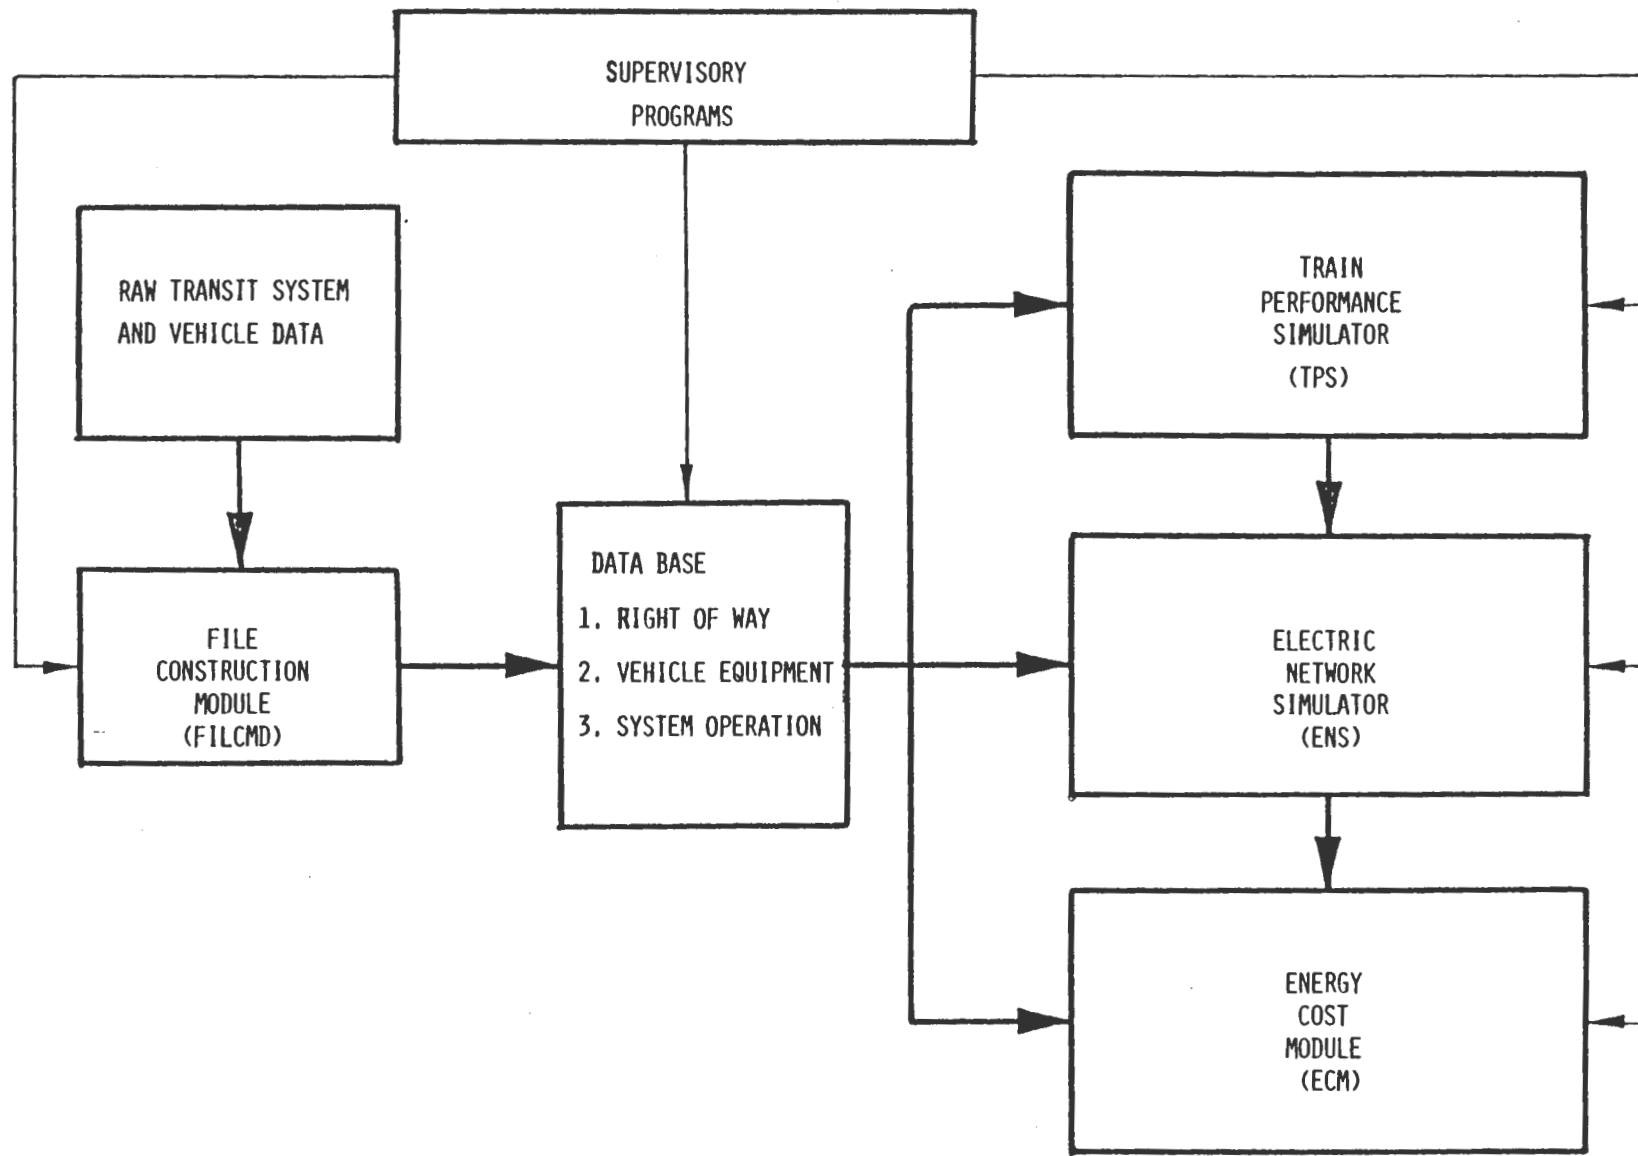 SUPERVISORY
PROGRAMS
RAW TRANSIT SYSTEM
AND VEHICLE DATA
FILE
CONSTRUCTION
MODULE
(FILCMD)
DATA BASE
1. RIGHT OF WAY
2. VEHICLE EQUIPMENT
3. SYSTEM OPERATION
TRAIN
PERFORMANCE
SIMULATOR
(TPS)
ELECTRIC
NETWORK
SIMULATOR
(ENS)
ENERGY
COST
MODULE
(ECM)